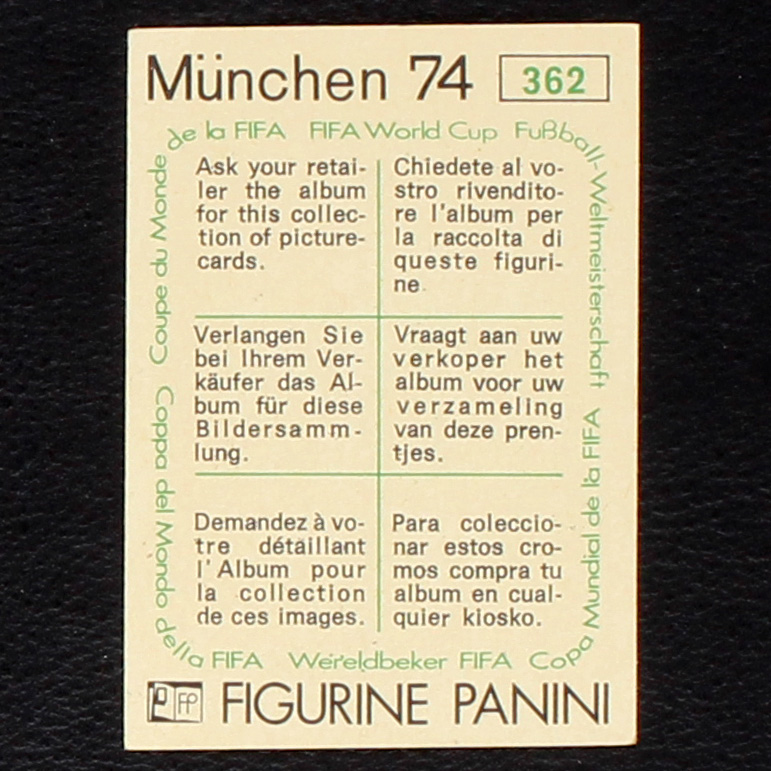 München 74 362
de la FIFA FIFA World Cup Fußball-Weltmeisterschaft
Ask your retai-
ler the album
for this collec-
tion of picture-
cards.
Chiedete al vo-
stro rivendito-
re l'album per
la raccolta di
queste figuri-
ne.
Verlangen Sie
bei Ihrem Ver-
käufer das Al-
bum für diese
Bildersamm-
lung.
Vraagt aan uw
verkoper het
album voor uw
verzameling
van deze pren-
tjes.
Demandez à vo-
tre détaillant
l'Album pour
la collection
de ces images.
Para coleccio-
nar estos cro-
mos compra tu
album en cual-
quier kiosko.
Copa Mundial de la FIFA
Wereldbeker FIFA
Coppa del Mondo della FIFA
Coupe du Monde
FP FIGURINE PANINI